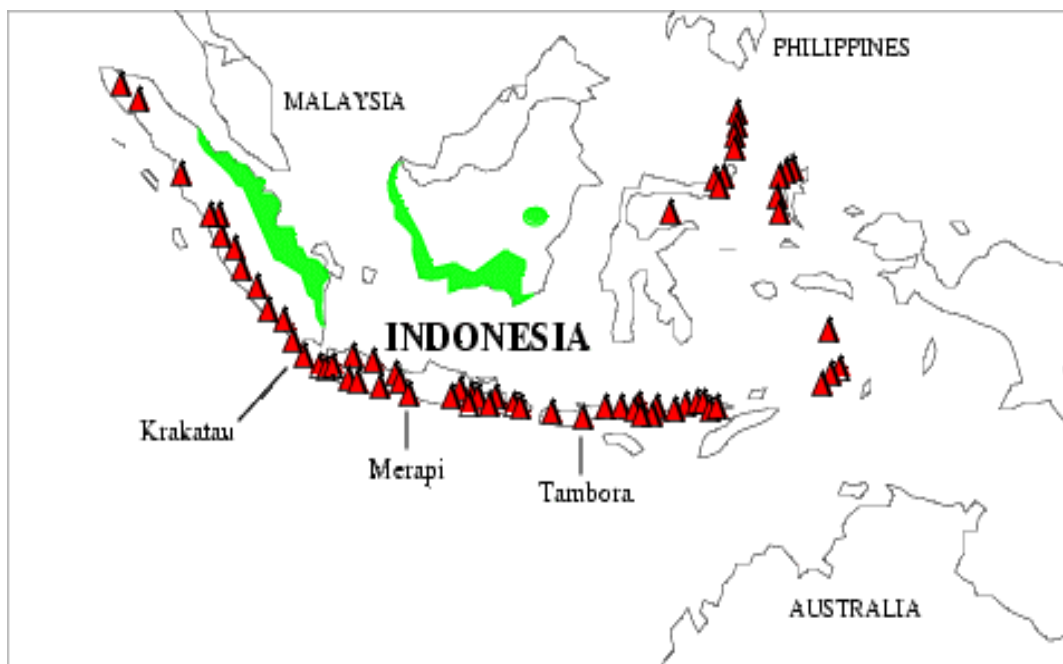 PHILIPPINES
MALAYSIA
INDONESIA
Krakatau
Merapi
Tambora
AUSTRALIA